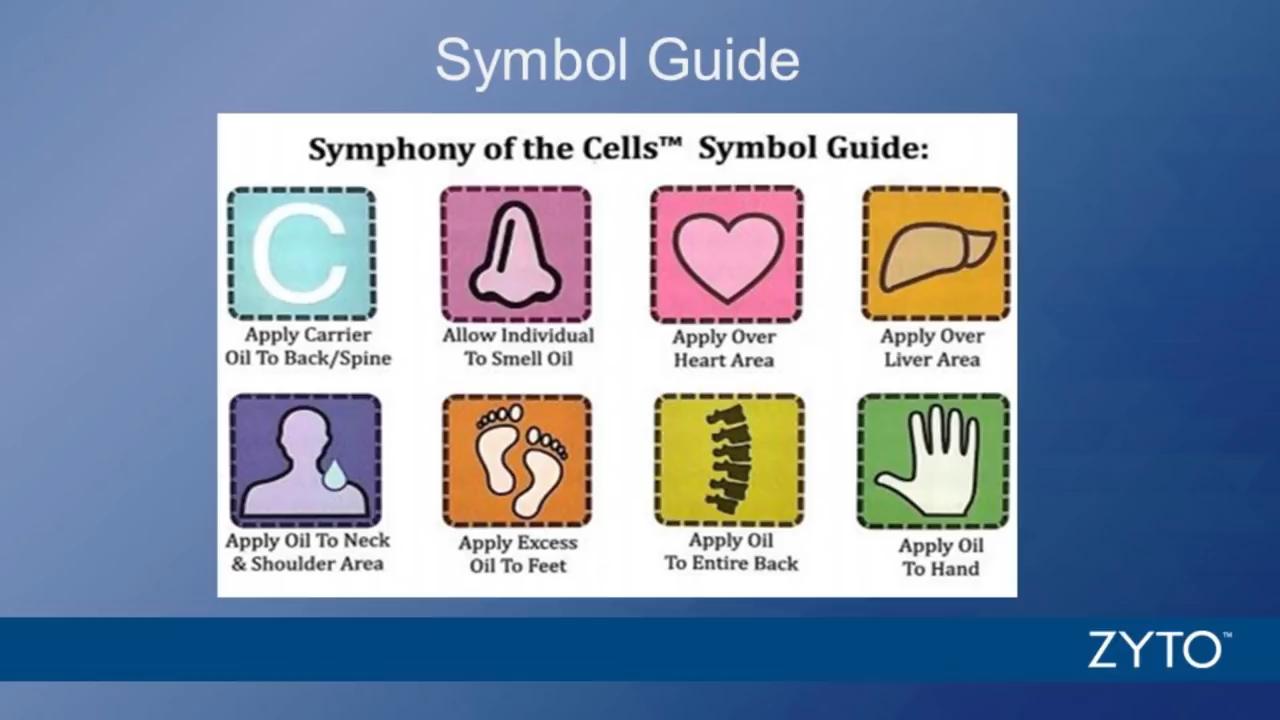 Symbol Guide
Symphony of the Cells™ Symbol Guide:
C
Apply Carrier
Oil To Back/Spine
Allow Individual
To Smell Oil
Apply Over
Heart Area
Apply Over
Liver Area
Apply Oil To Neck
& Shoulder Area
Apply Excess
Oil To Feet
Apply Oil
To Entire Back
Apply Oil
To Hand
ZYTO™